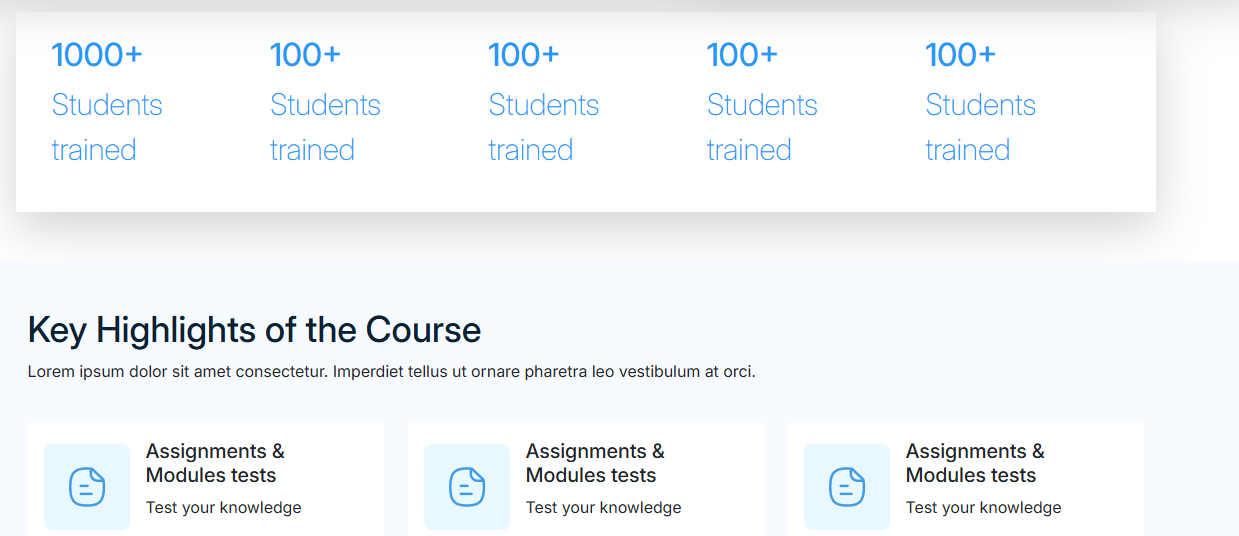 1000+ 100+ 100+ 100+ 100+
Students Students Students Students Students
trained trained trained trained trained
Key Highlights of the Course
Lorem ipsum dolor sit amet consectetur. Imperdiet tellus ut ornare pharetra leo vestibulum at orci.
Assignments & Assignments & Assignments &
Modules tests Modules tests Modules tests
Test your knowledge Test your knowledge Test your knowledge